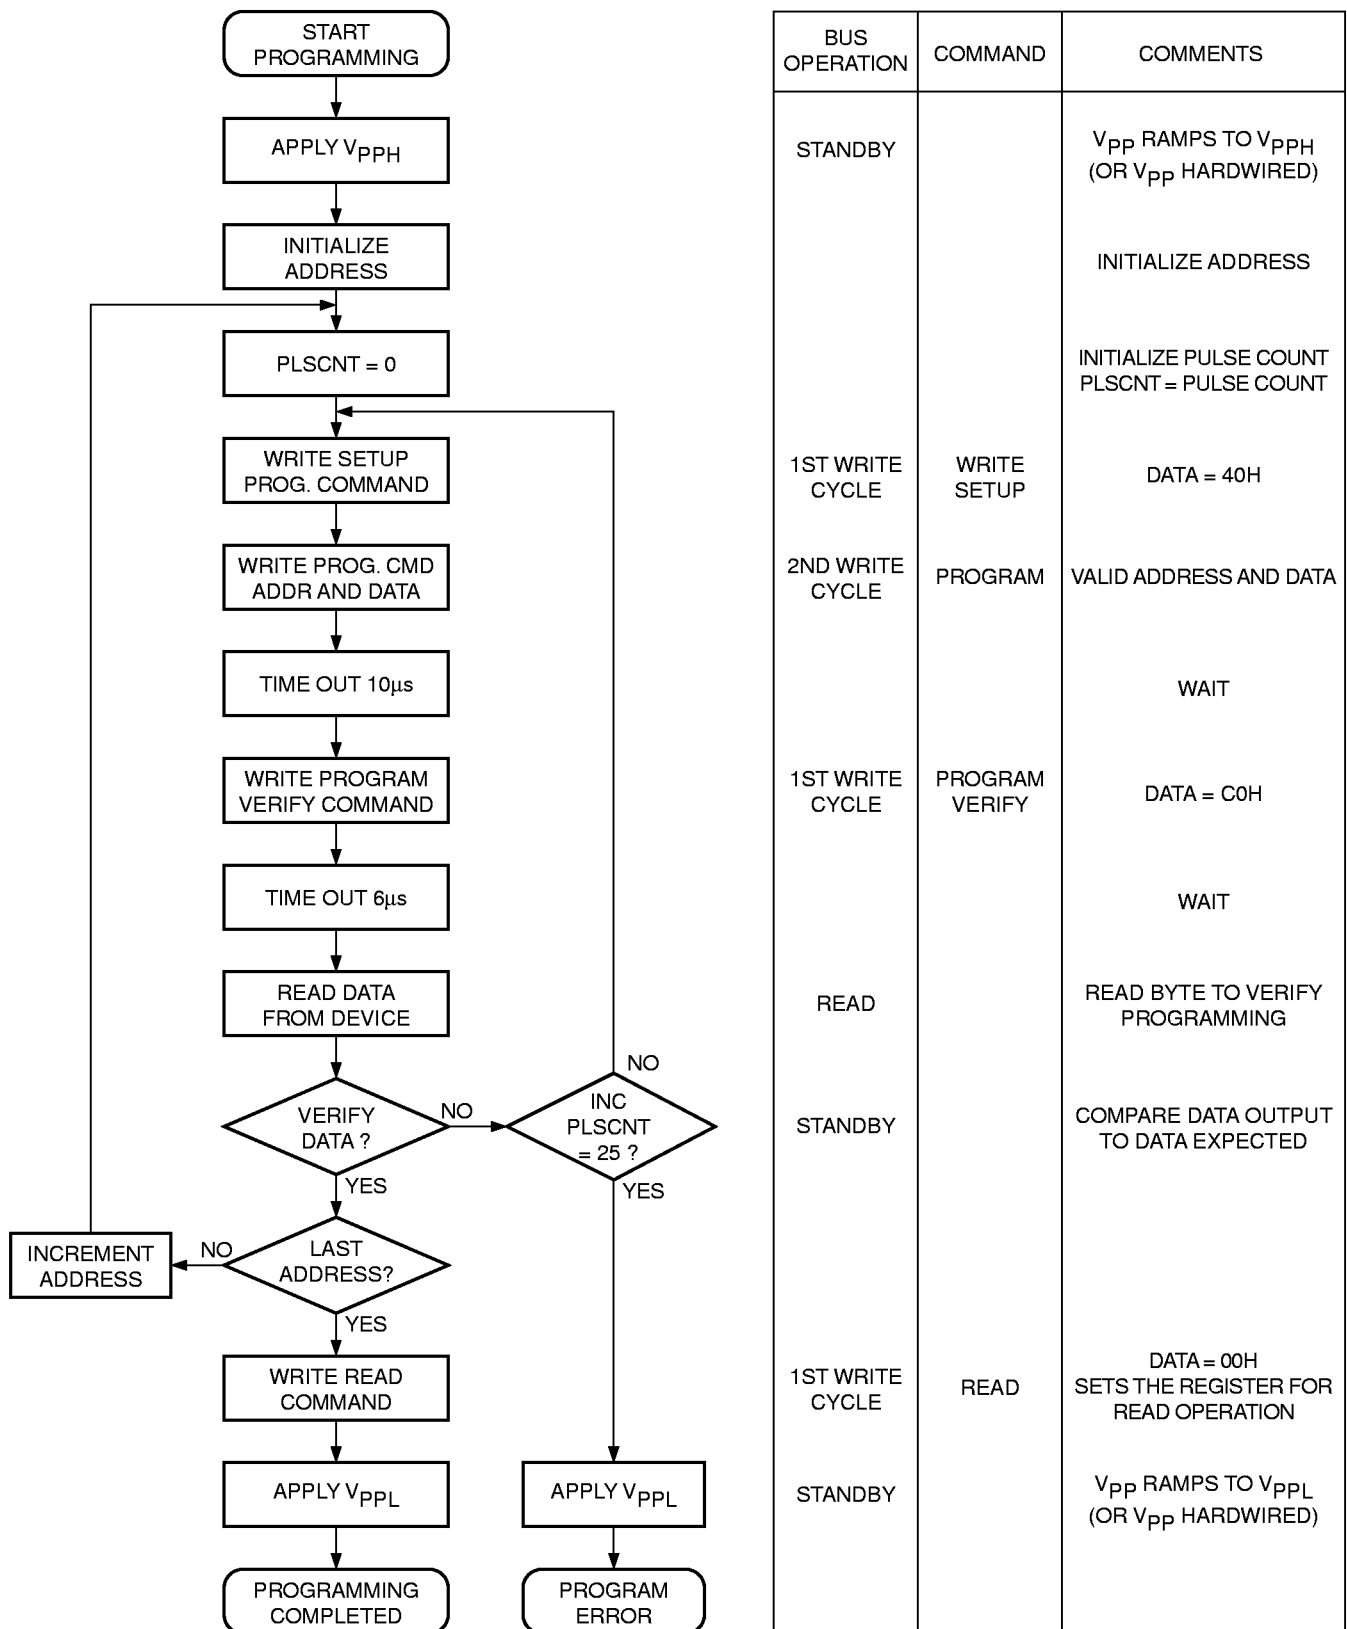 START
PROGRAMMING
APPLY VPPH
INITIALIZE
ADDRESS
PLSCNT = 0
WRITE SETUP
PROG. COMMAND
WRITE PROG. CMD
ADDR AND DATA
TIME OUT 10µs
WRITE PROGRAM
VERIFY COMMAND
TIME OUT 6µs
READ DATA
FROM DEVICE
VERIFY
DATA ?
NO
YES
INC
PLSCNT
= 25 ?
NO
YES
LAST
ADDRESS?
NO
YES
INCREMENT
ADDRESS
WRITE READ
COMMAND
APPLY VPPL
APPLY VPPL
PROGRAMMING
COMPLETED
PROGRAM
ERROR
BUS
OPERATION
COMMAND
COMMENTS
STANDBY
VPP RAMPS TO VPPH
(OR VPP HARDWIRED)
INITIALIZE ADDRESS
INITIALIZE PULSE COUNT
PLSCNT = PULSE COUNT
1ST WRITE
CYCLE
WRITE
SETUP
DATA = 40H
2ND WRITE
CYCLE
PROGRAM
VALID ADDRESS AND DATA
WAIT
1ST WRITE
CYCLE
PROGRAM
VERIFY
DATA = C0H
WAIT
READ
READ BYTE TO VERIFY
PROGRAMMING
STANDBY
COMPARE DATA OUTPUT
TO DATA EXPECTED
1ST WRITE
CYCLE
READ
DATA = 00H
SETS THE REGISTER FOR
READ OPERATION
STANDBY
VPP RAMPS TO VPPL
(OR VPP HARDWIRED)